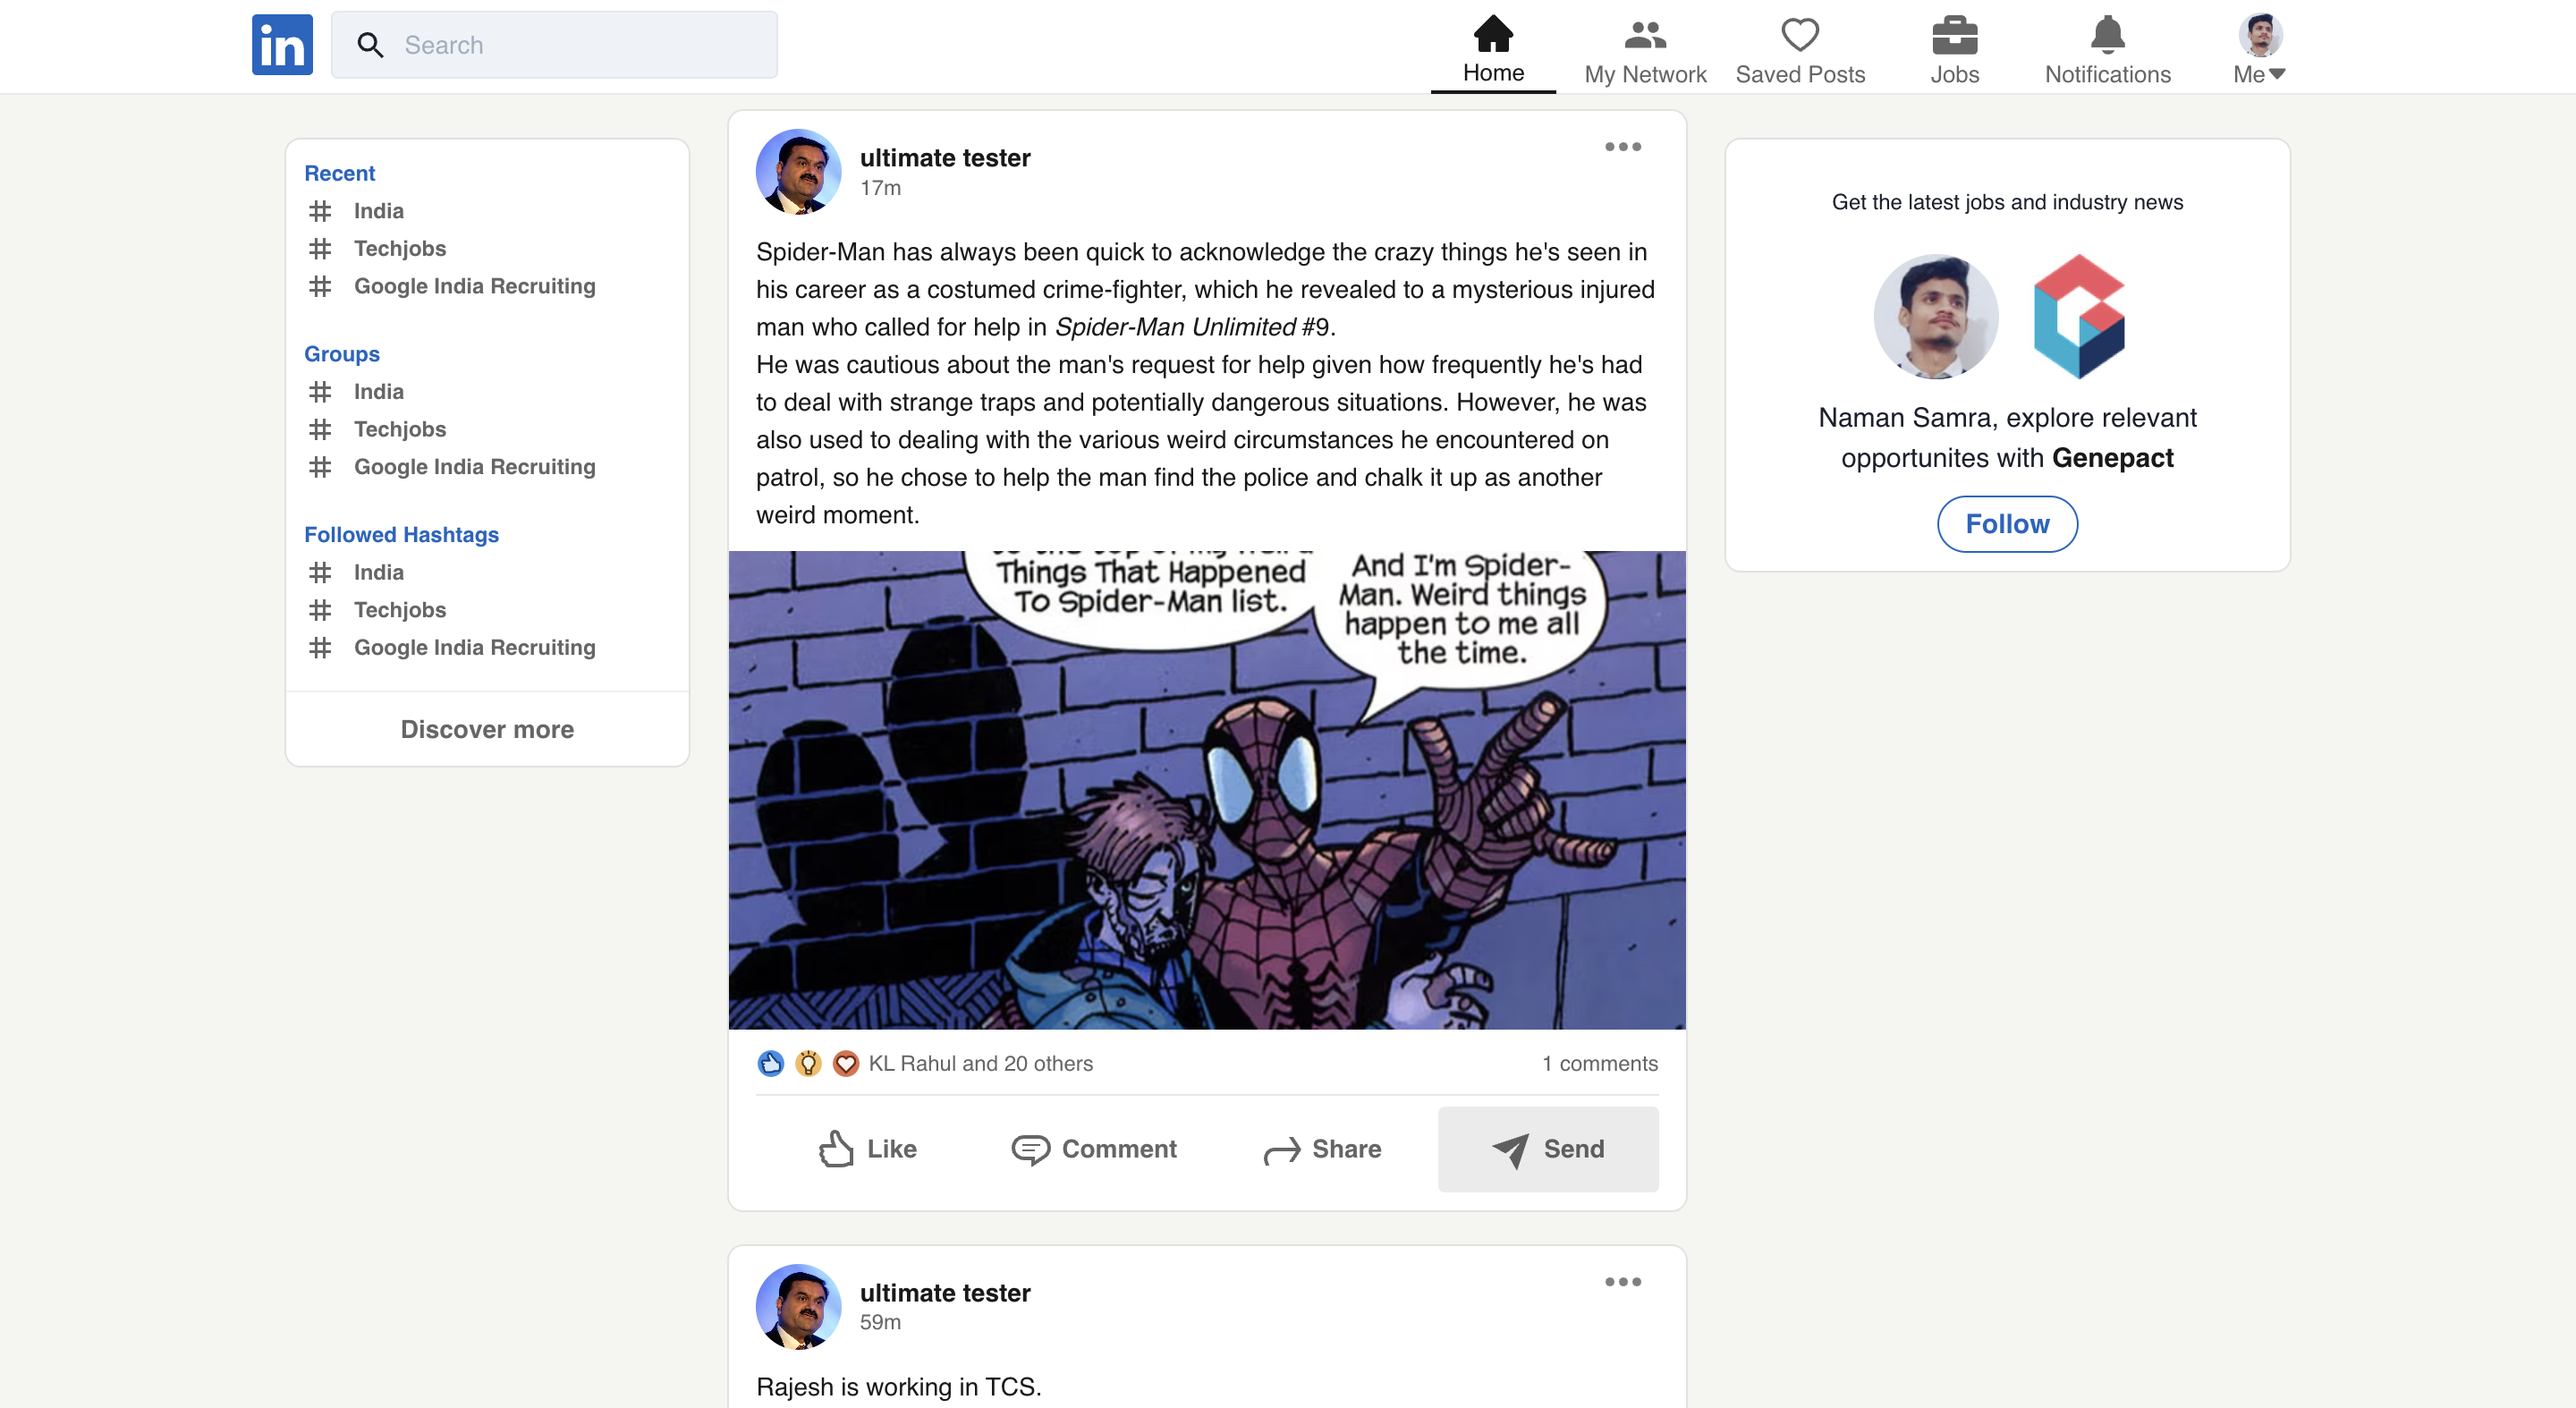 in
Search
Home
My Network
Saved Posts
Jobs
Notifications
Me
Recent
# India
# Techjobs
# Google India Recruiting
Groups
# India
# Techjobs
# Google India Recruiting
Followed Hashtags
# India
# Techjobs
# Google India Recruiting
Discover more
ultimate tester
17m
Spider-Man has always been quick to acknowledge the crazy things he's seen in
his career as a costumed crime-fighter, which he revealed to a mysterious injured
man who called for help in Spider-Man Unlimited #9.
He was cautious about the man's request for help given how frequently he's had
to deal with strange traps and potentially dangerous situations. However, he was
also used to dealing with the various weird circumstances he encountered on
patrol, so he chose to help the man find the police and chalk it up as another
weird moment.
Things That Happened
To Spider-Man list.
And I'm Spider-
Man. Weird things
happen to me all
the time.
KL Rahul and 20 others
1 comments
Like
Comment
Share
Send
ultimate tester
59m
Rajesh is working in TCS.
Get the latest jobs and industry news
Naman Samra, explore relevant
opportunites with Genepact
Follow